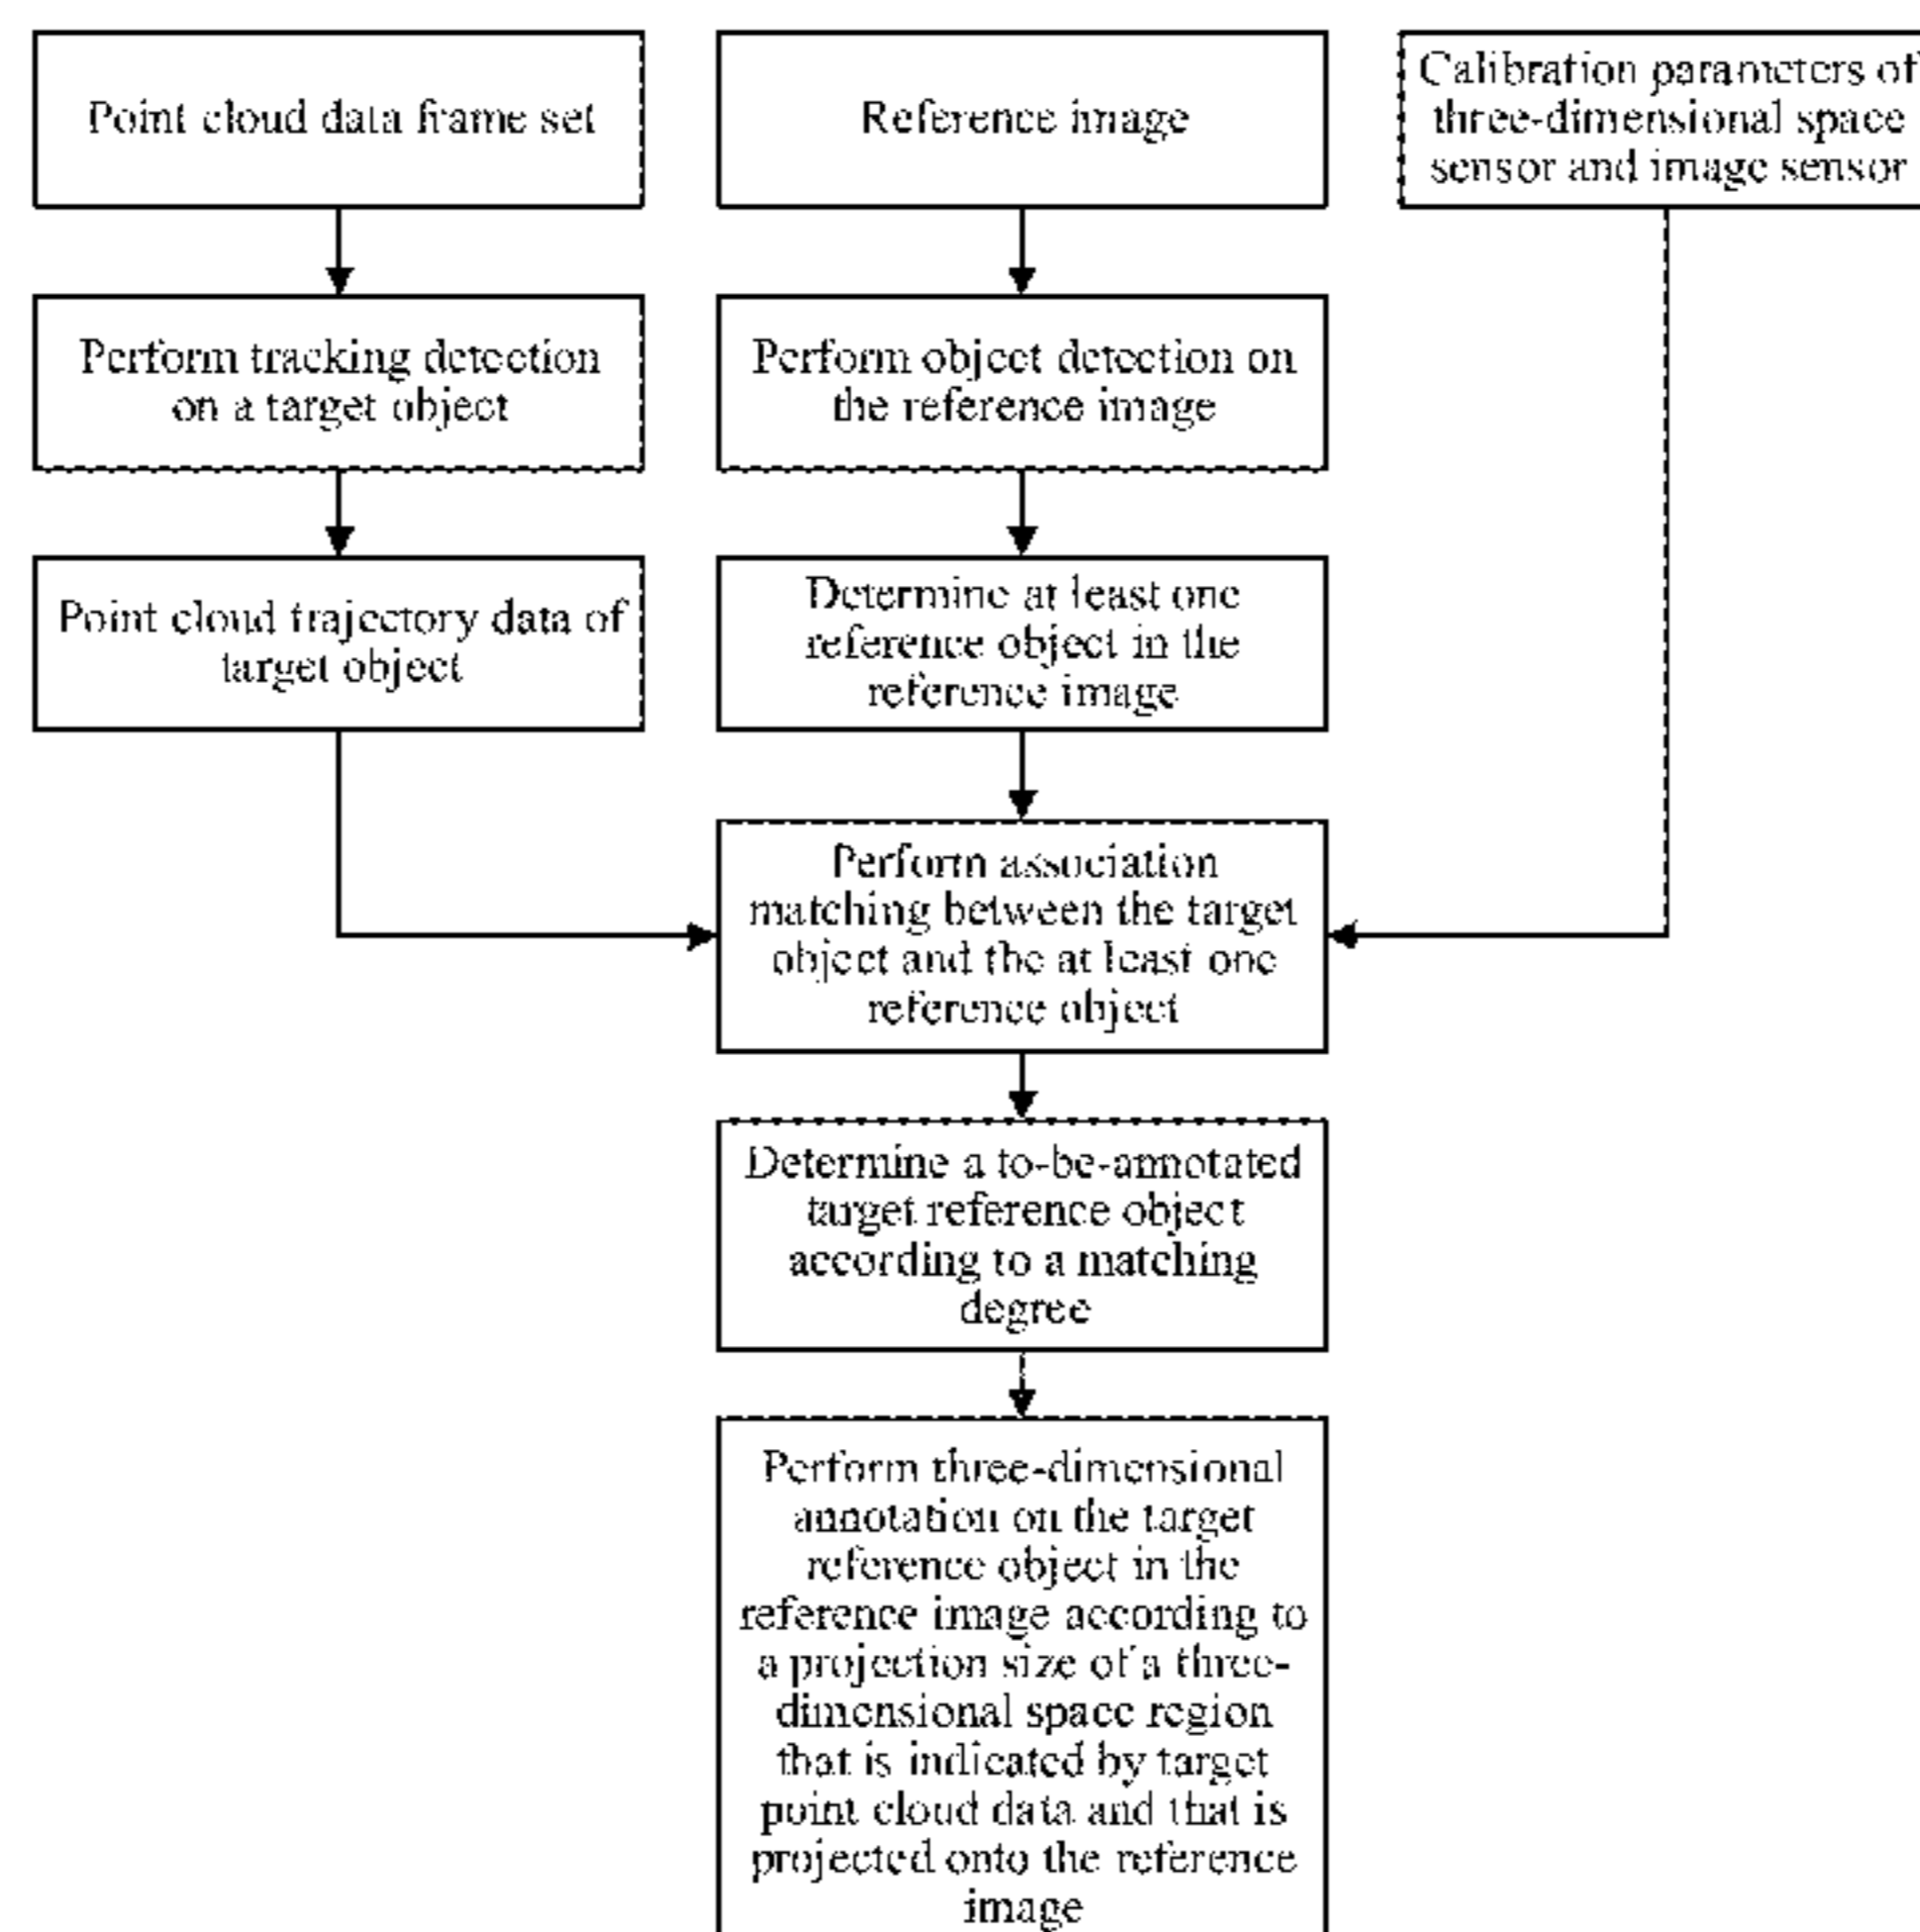 Point cloud data frame set
Reference image
Calibration parameters of
three-dimensional space
sensor and image sensor
Perform tracking detection
on a target object
Perform object detection on
the reference image
Point cloud trajectory data of
target object
Determine at least one
reference object in the
reference image
Perform association
matching between the target
object and the at least one
reference object
Determine a to-be-annotated
target reference object
according to a matching
degree
Perform three-dimensional
annotation on the target
reference object in the
reference image according to
a projection size of a three-
dimensional space region
that is indicated by target
point cloud data and that is
projected onto the reference
image